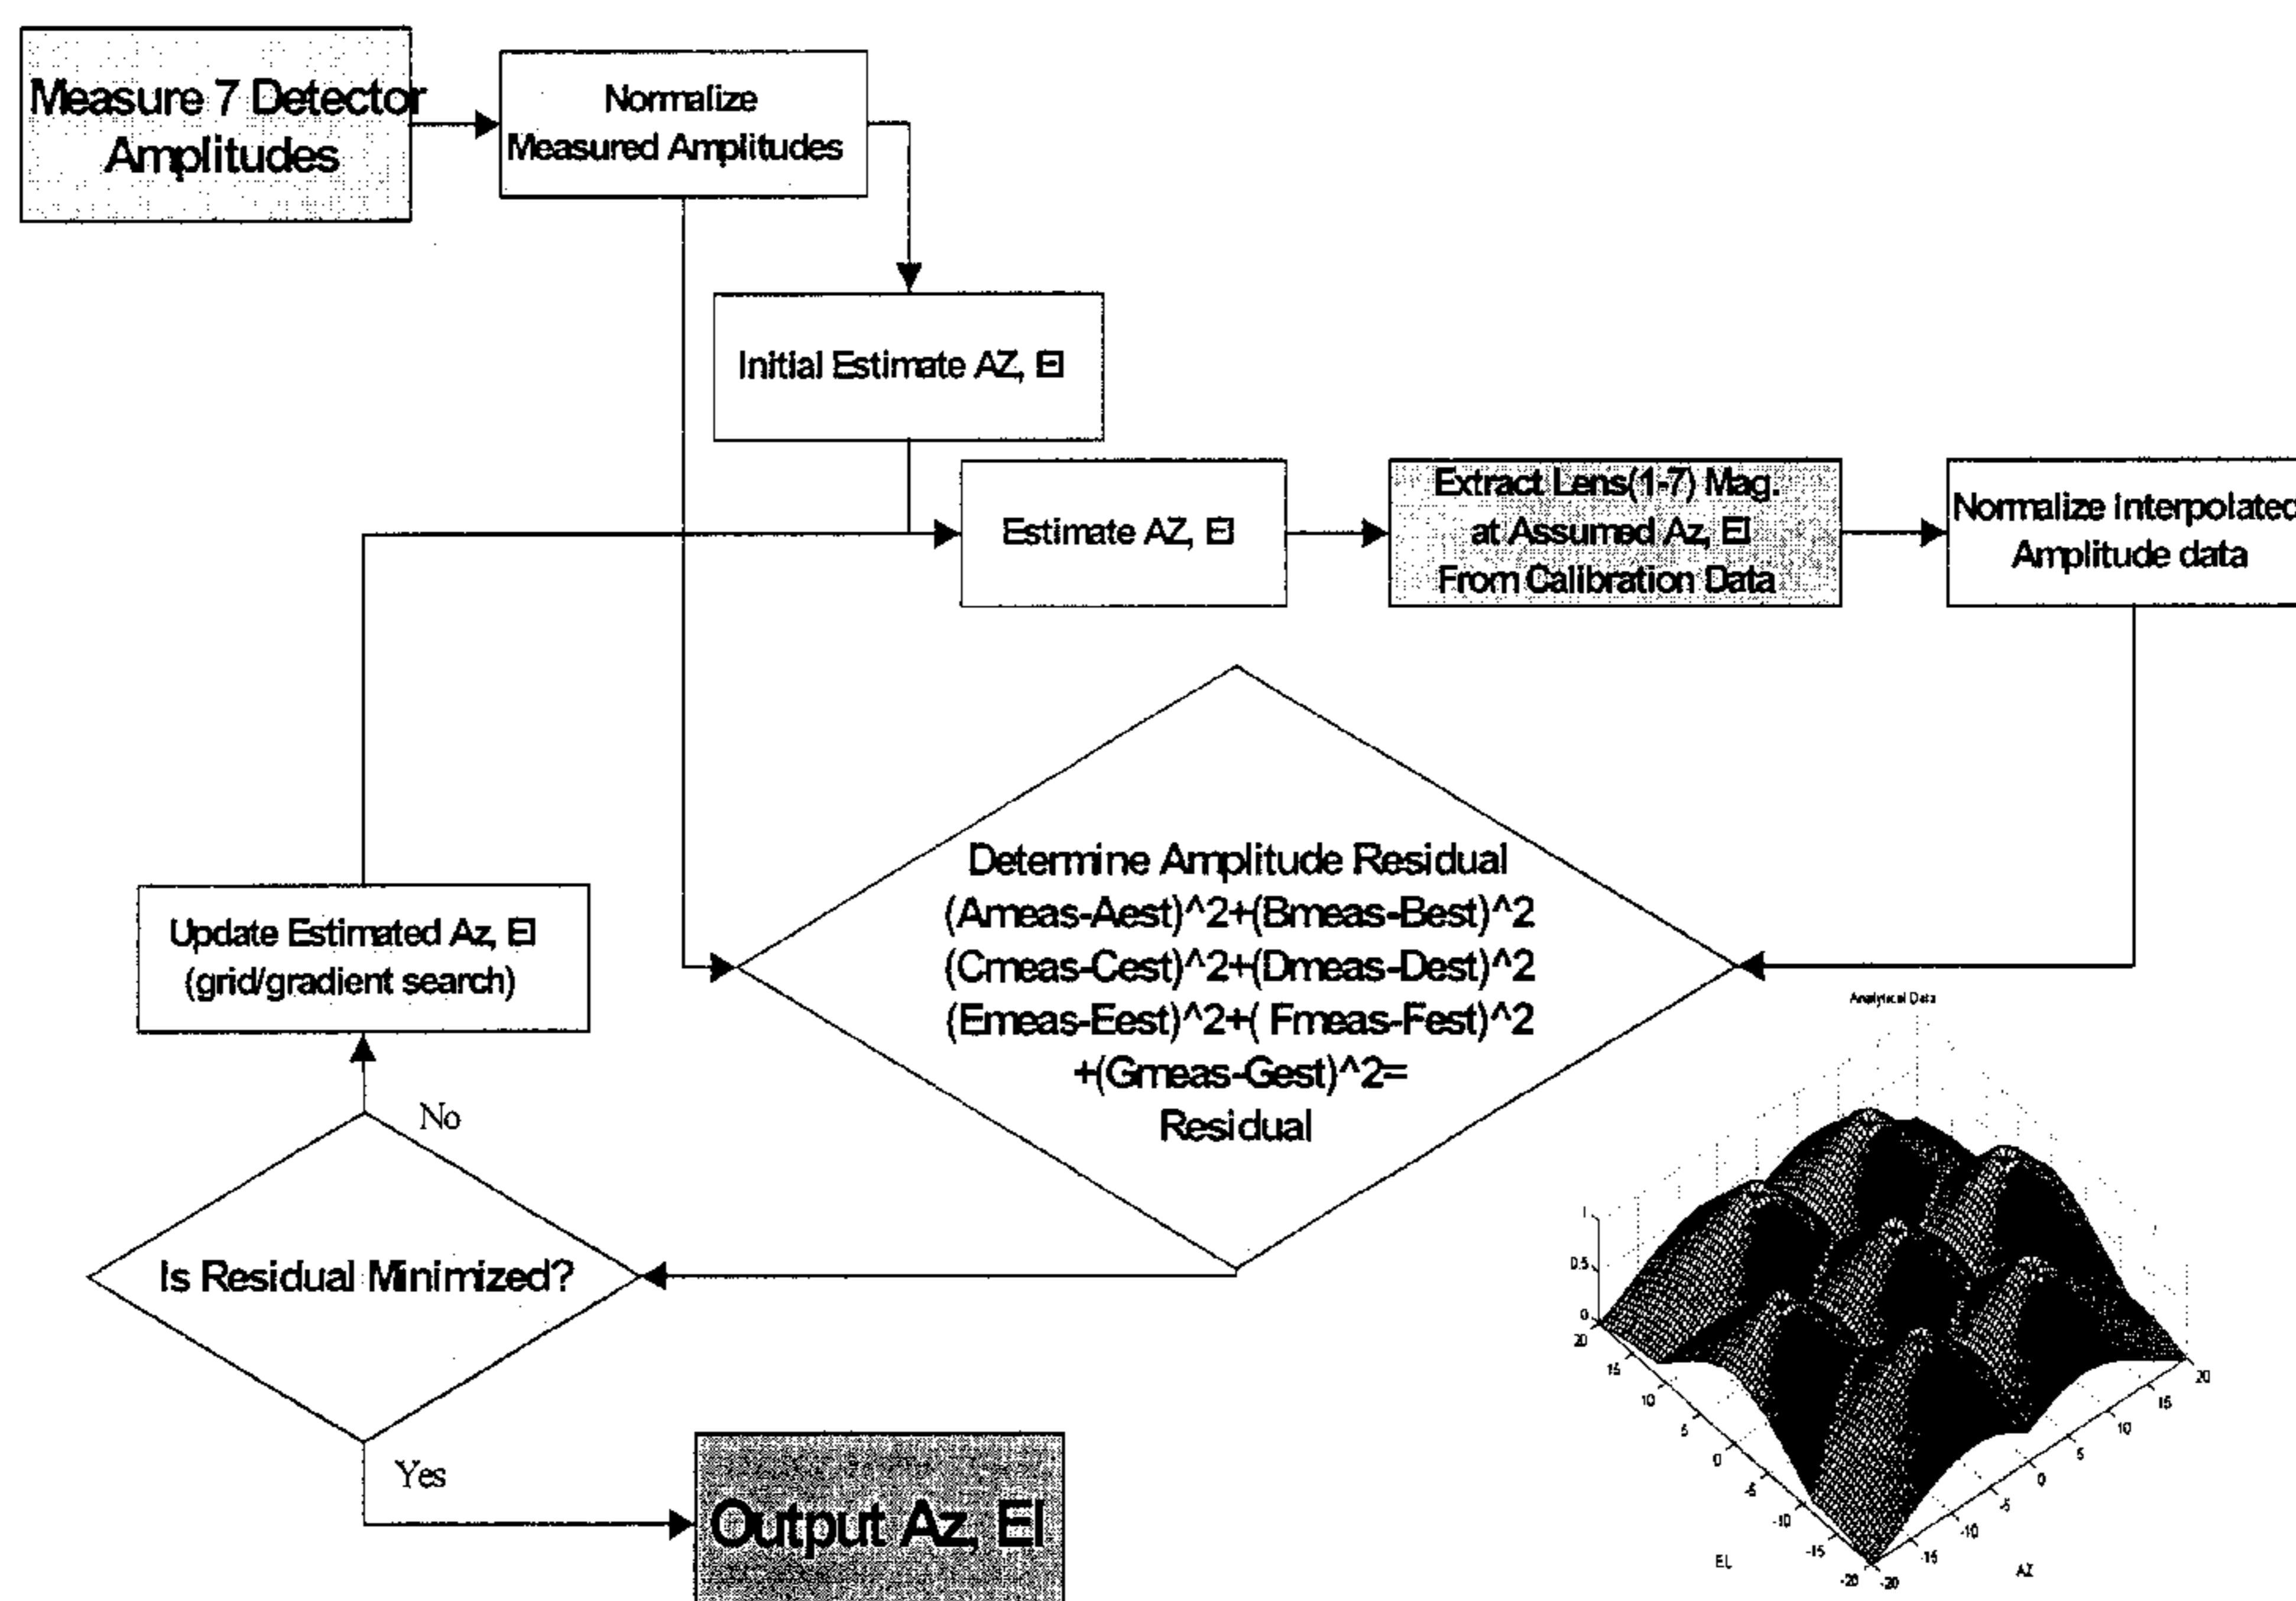 Measure 7 Detector
Amplitudes
Normalize
Measured Amplitudes
Initial Estimate AZ, El
Estimate AZ, El
Extract Lens(1-7) Mag.
at Assumed Az, El
From Calibration Data
Normalize Interpolated
Amplitude data
Determine Amplitude Residual
(Ameas-Aest)^2+(Bmeas-Best)^2
(Cmeas-Cest)^2+(Dmeas-Dest)^2
(Emeas-Eest)^2+( Fmeas-Fest)^2
+(Gmeas-Gest)^2=
Residual
Update Estimated Az, El
(grid/gradient search)
No
Is Residual Minimized?
Yes
Output Az, El
Analytical Data
1
0.5
0
20
15
10
5
0
-5
-10
-15
-20
EL
-20
-15
-10
-5
0
5
10
15
20
AZ